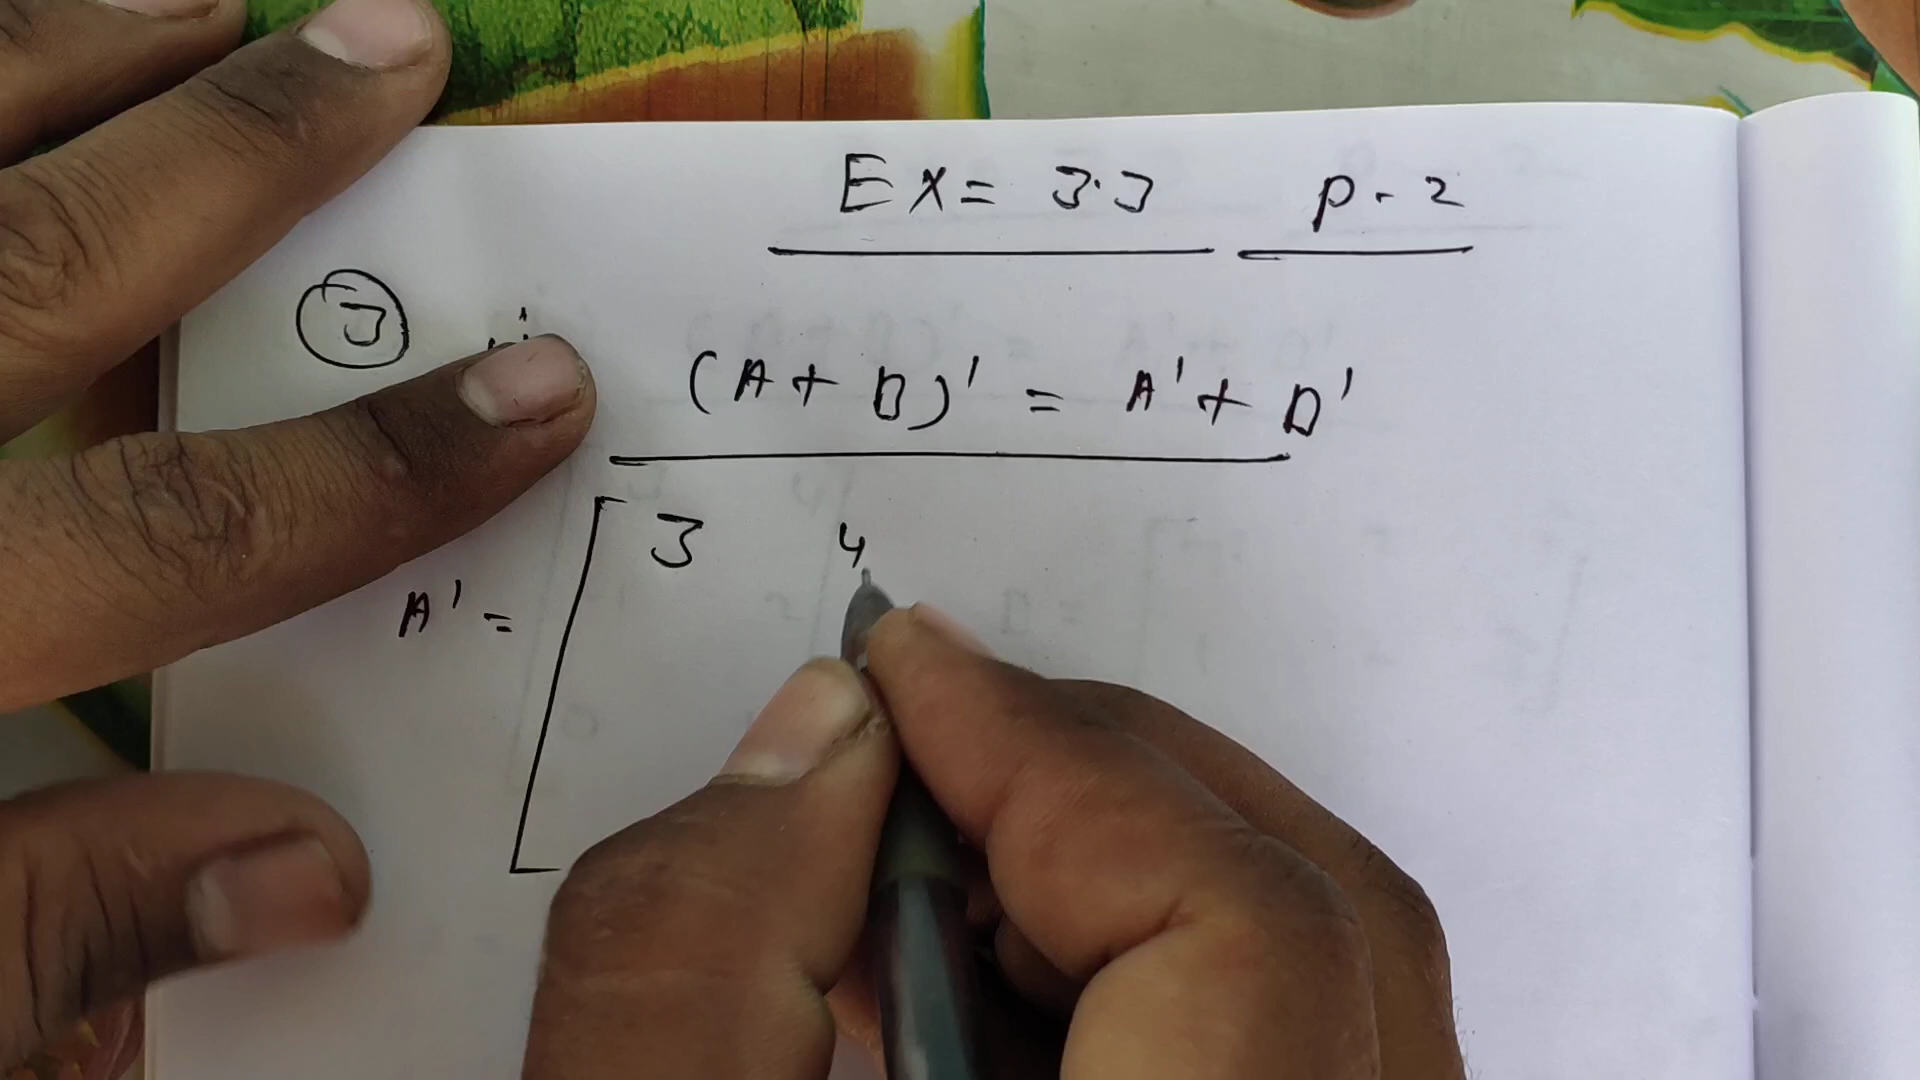 Ex = 3.3 P-2
3
(A + B)' = A' + B'
3 4
A' =